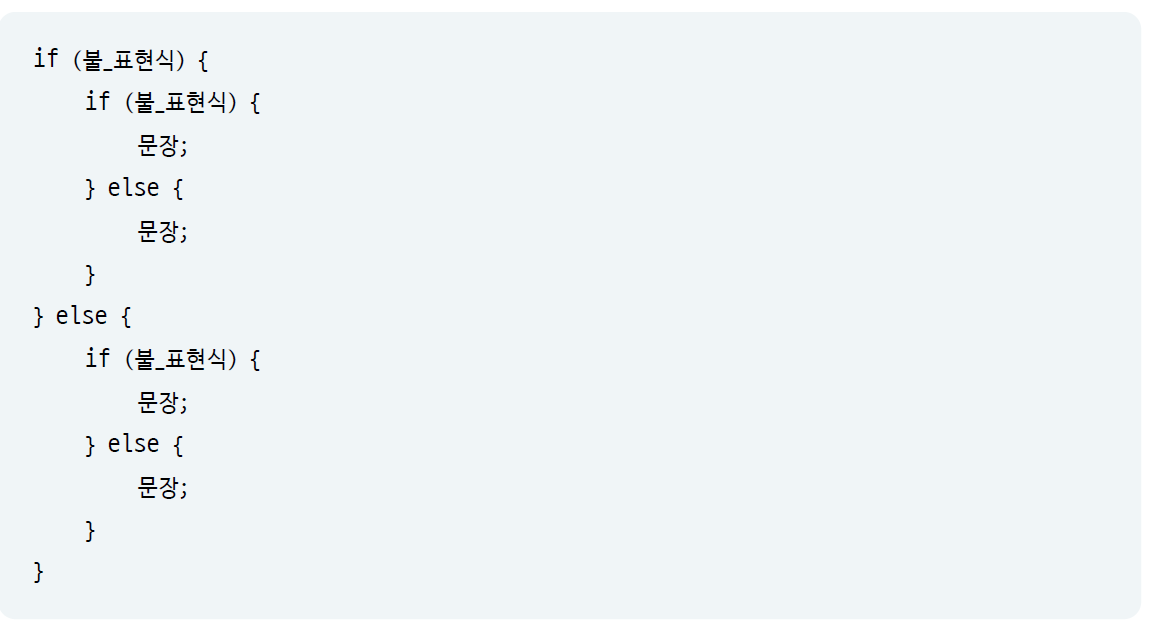 if (불_표현식) {
    if (불_표현식) {
        문장;
    } else {
        문장;
    }
} else {
    if (불_표현식) {
        문장;
    } else {
        문장;
    }
}